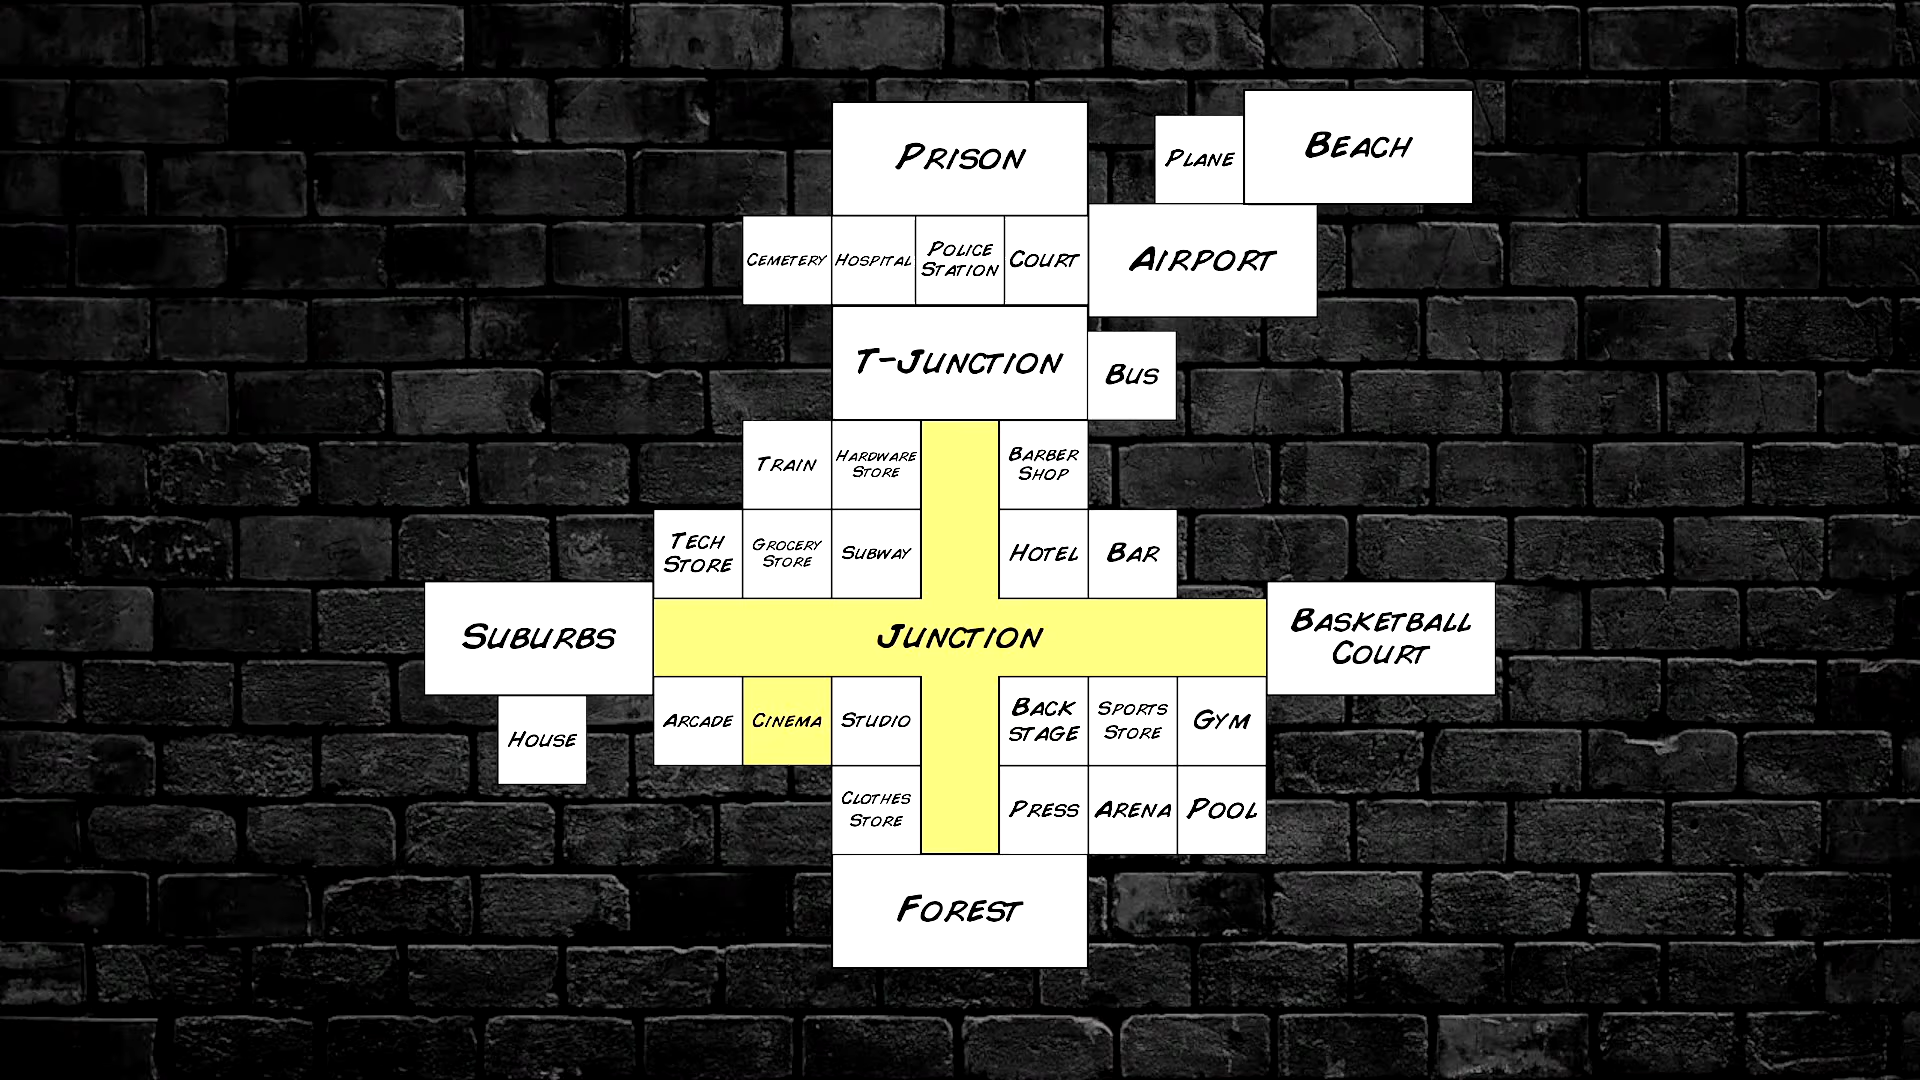 PRISON
PLANE
BEACH
CEMETERY
HOSPITAL
POLICE
STATION
COURT
AIRPORT
T-JUNCTION
BUS
TRAIN
HARDWARE
STORE
BARBER
SHOP
TECH
STORE
GROCERY
STORE
SUBWAY
HOTEL
BAR
SUBURBS
JUNCTION
BASKETBALL
COURT
HOUSE
ARCADE
CINEMA
STUDIO
BACK
STAGE
SPORTS
STORE
GYM
CLOTHES
STORE
PRESS
ARENA
POOL
FOREST